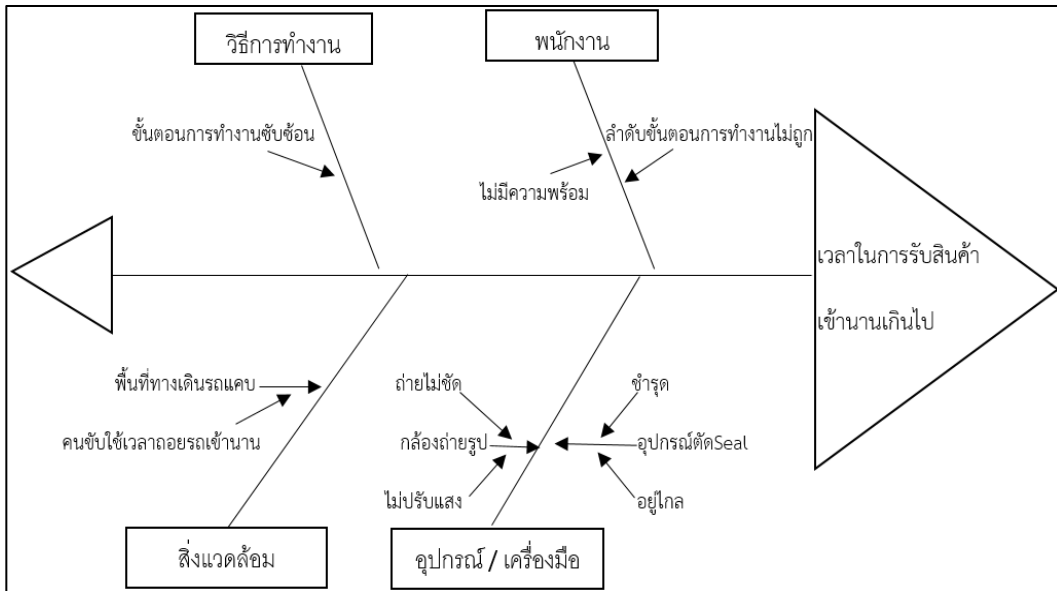 วิธีการทำงาน
พนักงาน
ขั้นตอนการทำงานซับซ้อน
ลำดับขั้นตอนการทำงานไม่ถูก
ไม่มีความพร้อม
เวลาในการรับสินค้า
เข้านานเกินไป
พื้นที่ทางเดินรถแคบ
คนขับใช้เวลาถอยรถเข้านาน
ถ่ายไม่ชัด
กล้องถ่ายรูป
ไม่ปรับแสง
ชำรุด
อุปกรณ์ตัดSeal
อยู่ไกล
สิ่งแวดล้อม
อุปกรณ์ / เครื่องมือ